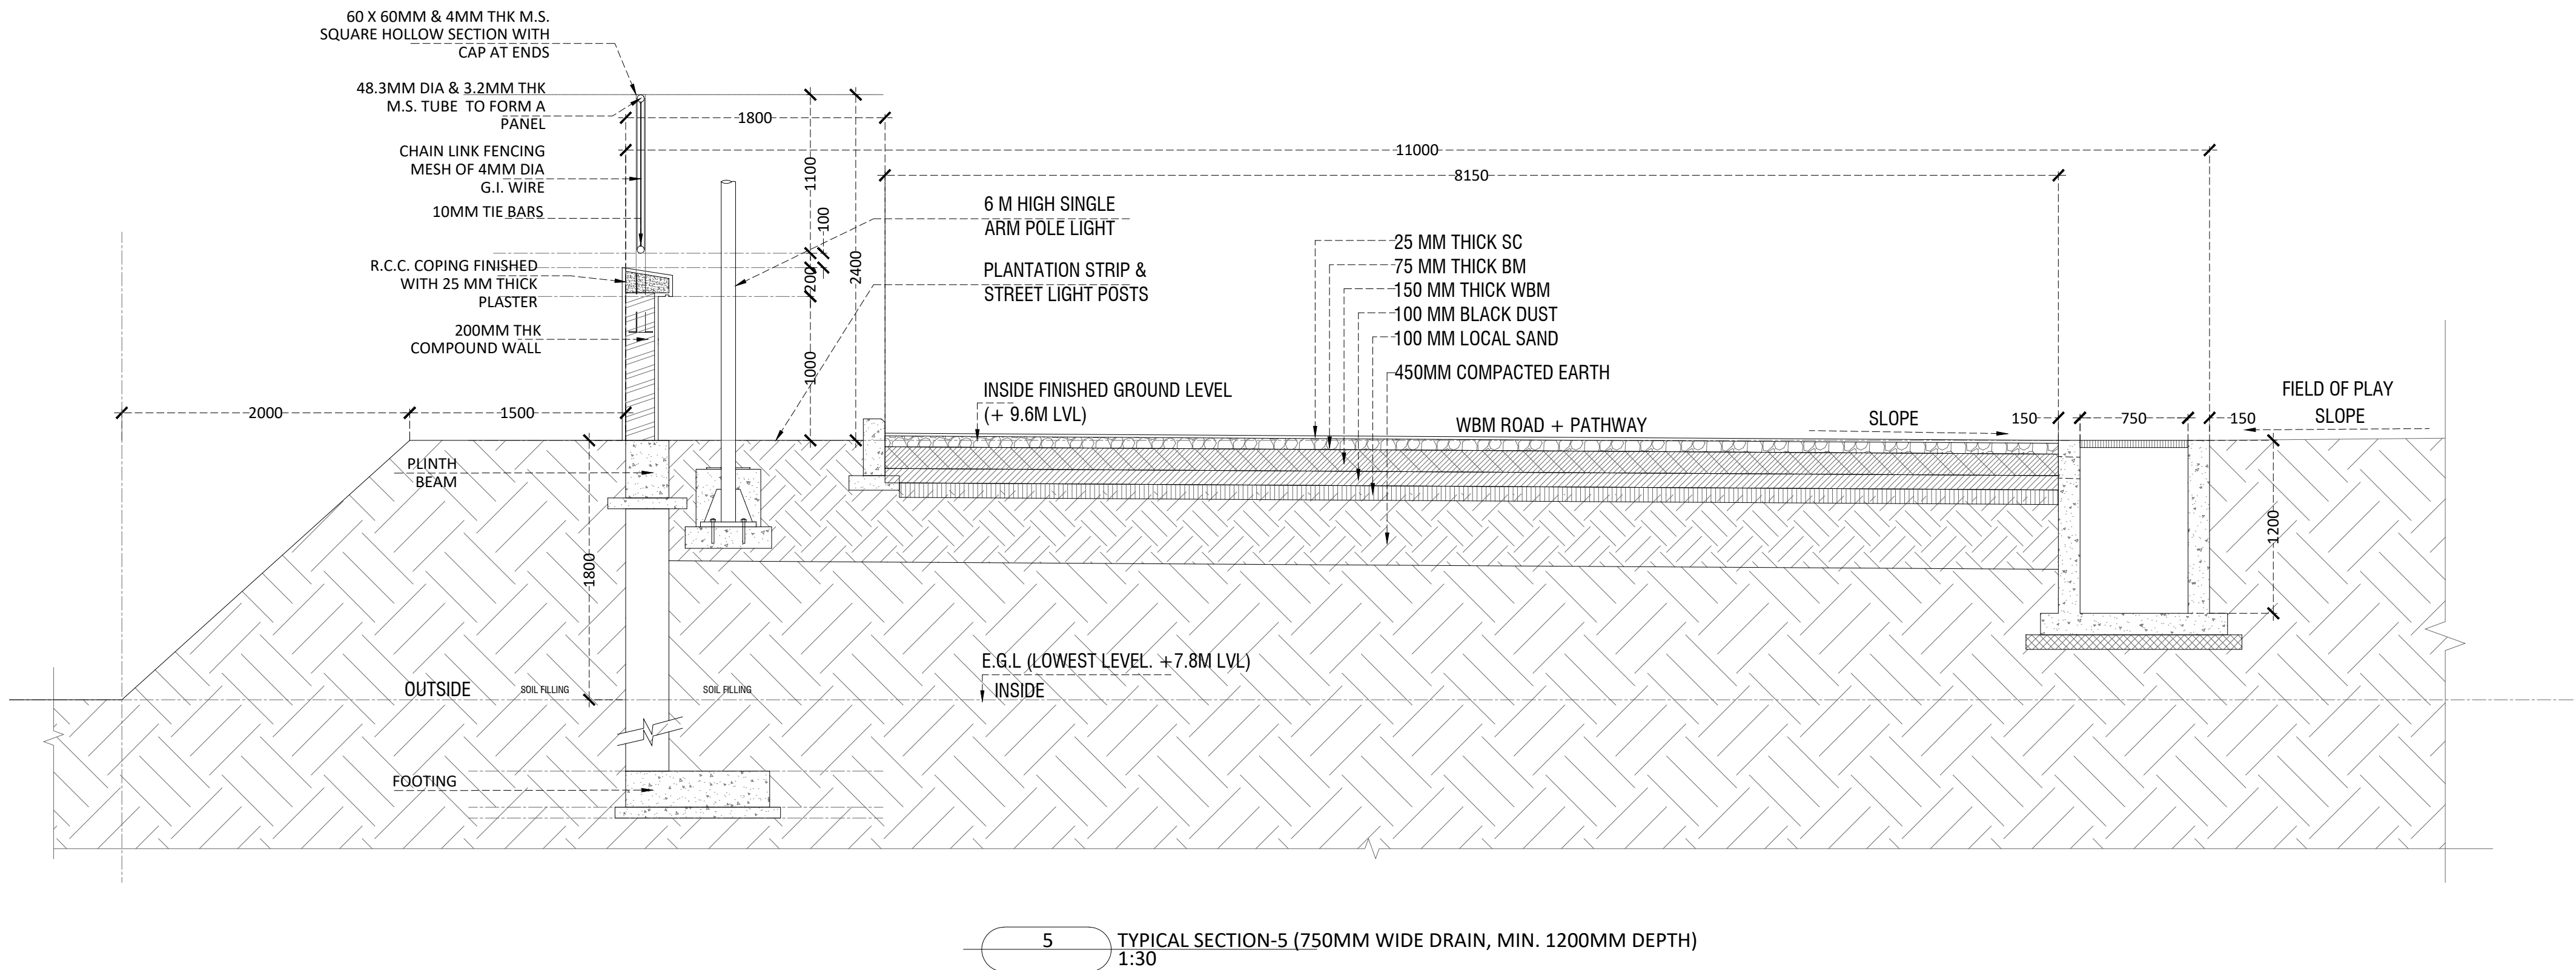 60 X 60MM & 4MM THK M.S.
SQUARE HOLLOW SECTION WITH
CAP AT ENDS
48.3MM DIA & 3.2MM THK
M.S. TUBE TO FORM A
PANEL
CHAIN LINK FENCING
MESH OF 4MM DIA
G.I. WIRE
10MM TIE BARS
R.C.C. COPING FINISHED
WITH 25 MM THICK
PLASTER
200MM THK
COMPOUND WALL
2000
1500
PLINTH
BEAM
1800
OUTSIDE
SOIL FILLING
SOIL FILLING
FOOTING
1800
1100
100
200
2400
1000
11000
8150
6 M HIGH SINGLE
ARM POLE LIGHT
PLANTATION STRIP &
STREET LIGHT POSTS
INSIDE FINISHED GROUND LEVEL
(+ 9.6M LVL)
25 MM THICK SC
75 MM THICK BM
150 MM THICK WBM
100 MM BLACK DUST
100 MM LOCAL SAND
450MM COMPACTED EARTH
WBM ROAD + PATHWAY
SLOPE
150
750
150
FIELD OF PLAY
SLOPE
1200
E.G.L (LOWEST LEVEL. +7.8M LVL)
INSIDE
5
TYPICAL SECTION-5 (750MM WIDE DRAIN, MIN. 1200MM DEPTH)
1:30